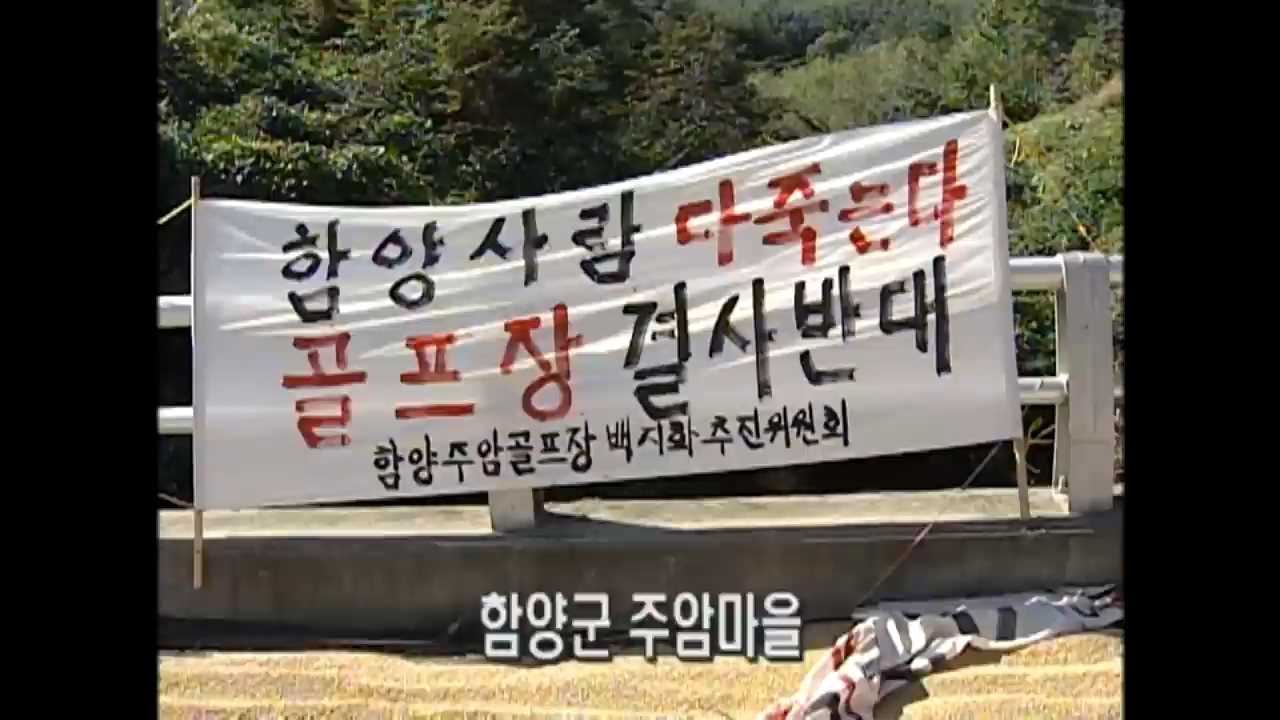 함양사람 다죽는다
골프장 결사반대
함양주암골프장 백지화 추진위원회
함양군 주암마을